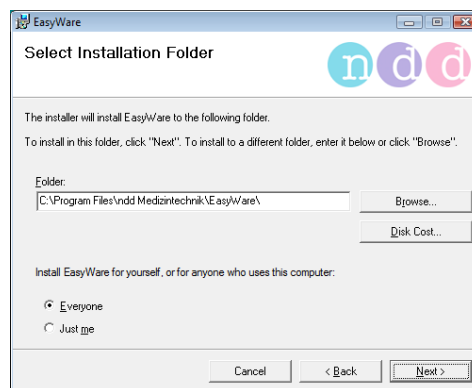 EasyWare
Select Installation Folder
ndd
The installer will install EasyWare to the following folder.
To install in this folder, click "Next". To install to a different folder, enter it below or click "Browse".
Folder:
C:\Program Files\ndd Medizintechnik\EasyWare\
Browse...
Disk Cost...
Install EasyWare for yourself, or for anyone who uses this computer:
Everyone
Just me
Cancel < Back Next >